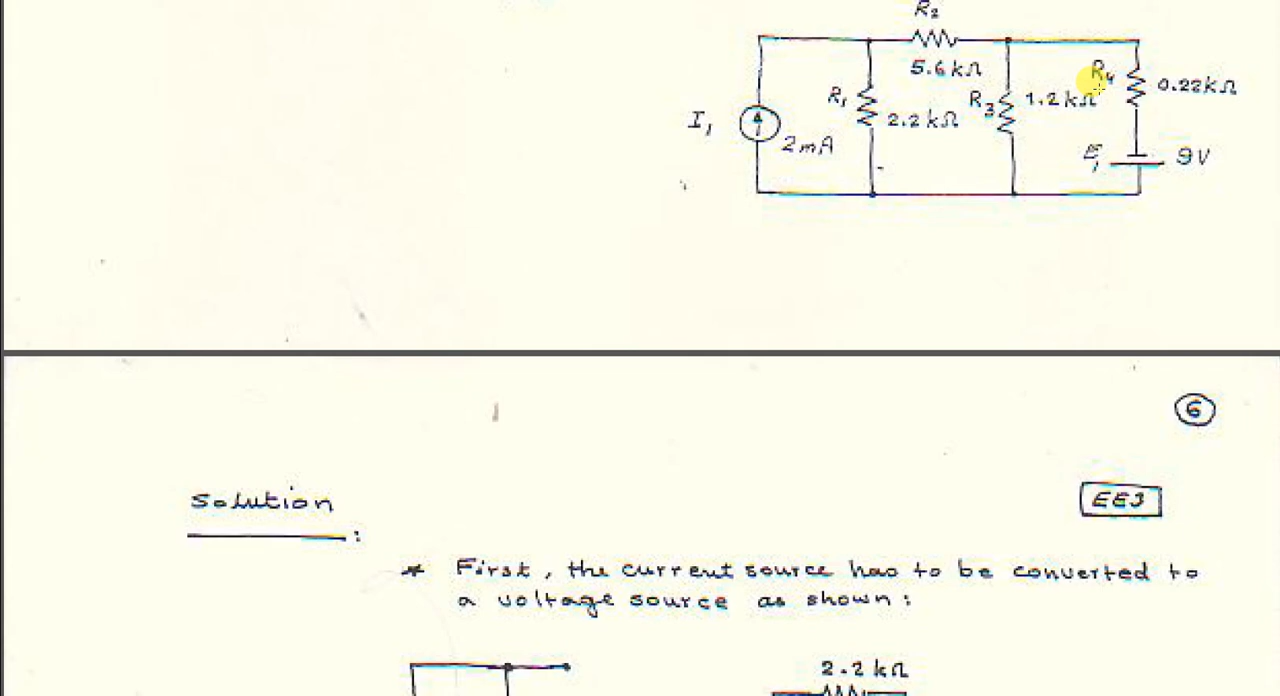 R₂
5.6 kΩ
R₄
0.22kΩ
R₁
R₃
1.2 kΩ
I₁
2.2 kΩ
2mA
E₁
9V
6
Solution :
EE3
* First, the current source has to be converted to
a voltage source as shown :
2.2 kΩ